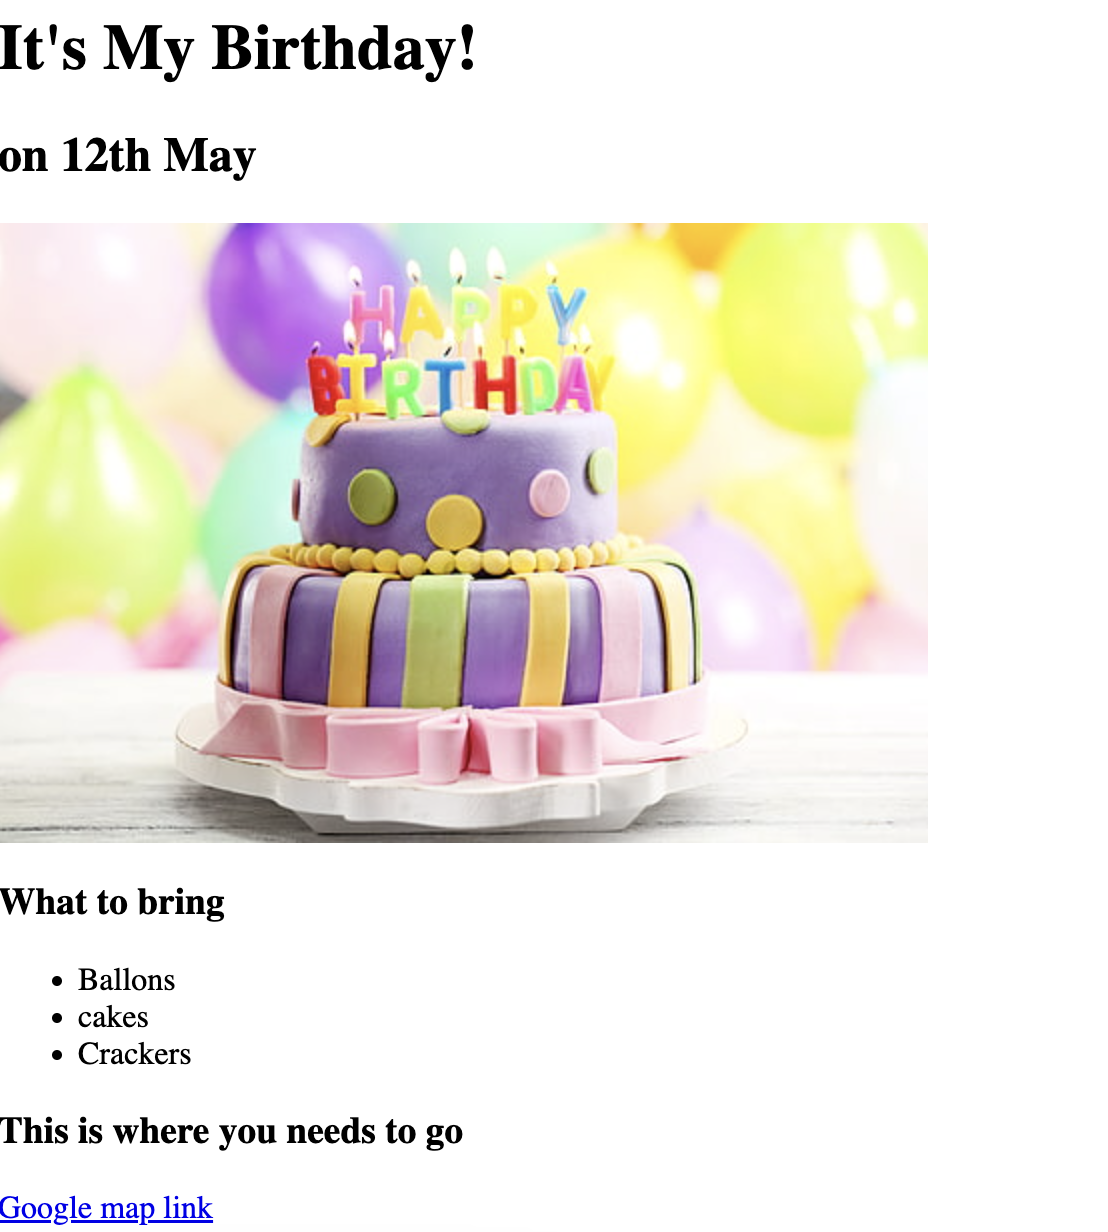 It's My Birthday!
on 12th May
HAPPY
BIRTHDAY
What to bring
Ballons
cakes
Crackers
This is where you needs to go
Google map link